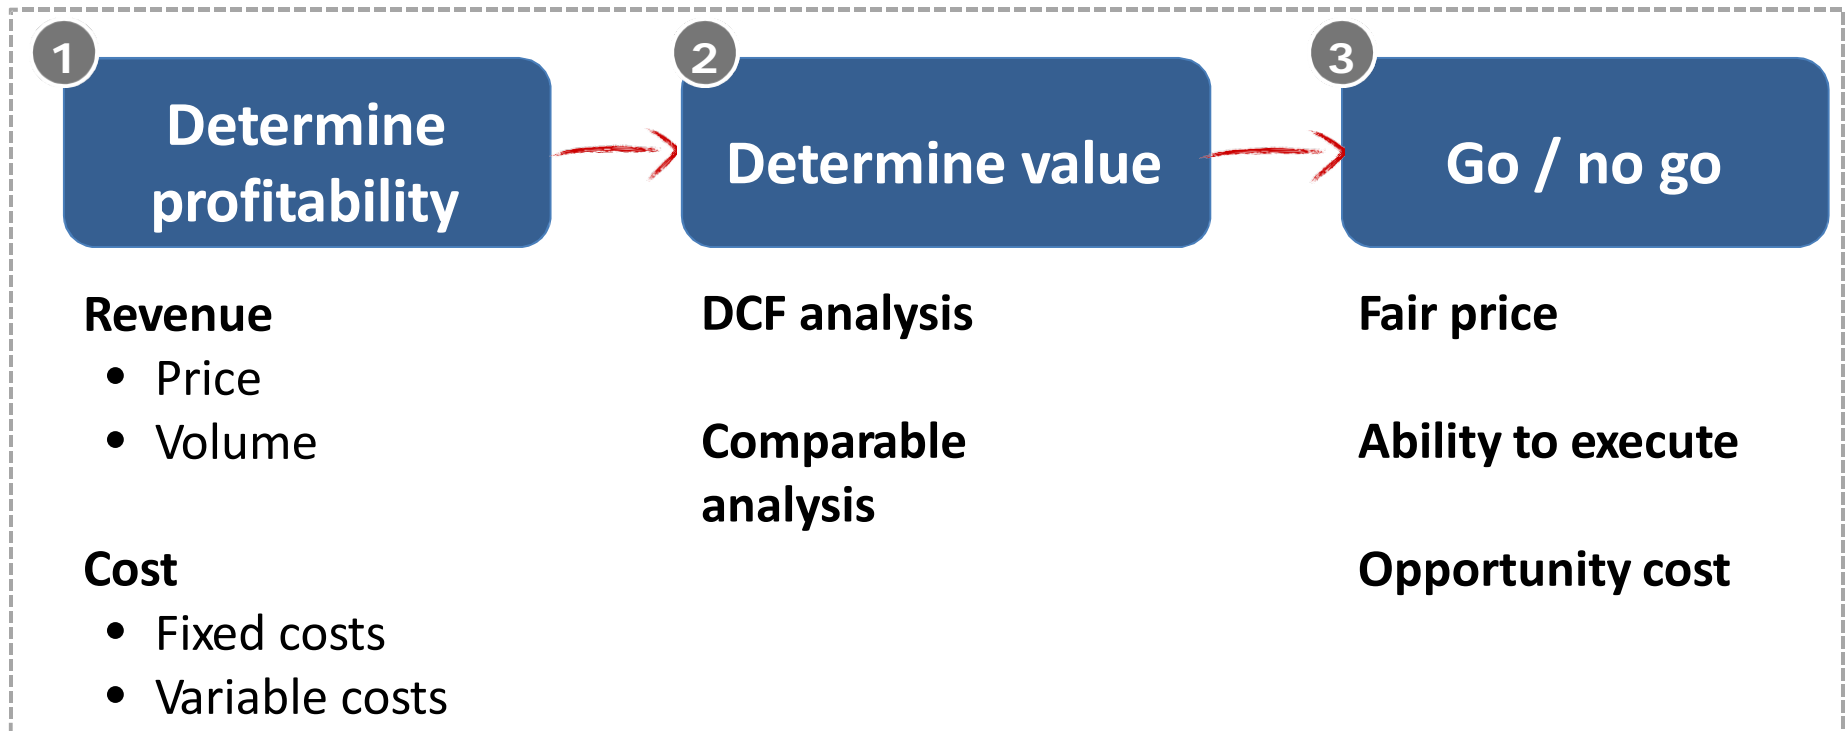 1
Determine
profitability
Revenue
• Price
• Volume
Cost
• Fixed costs
• Variable costs
2
Determine value
DCF analysis
Comparable
analysis
3
Go / no go
Fair price
Ability to execute
Opportunity cost